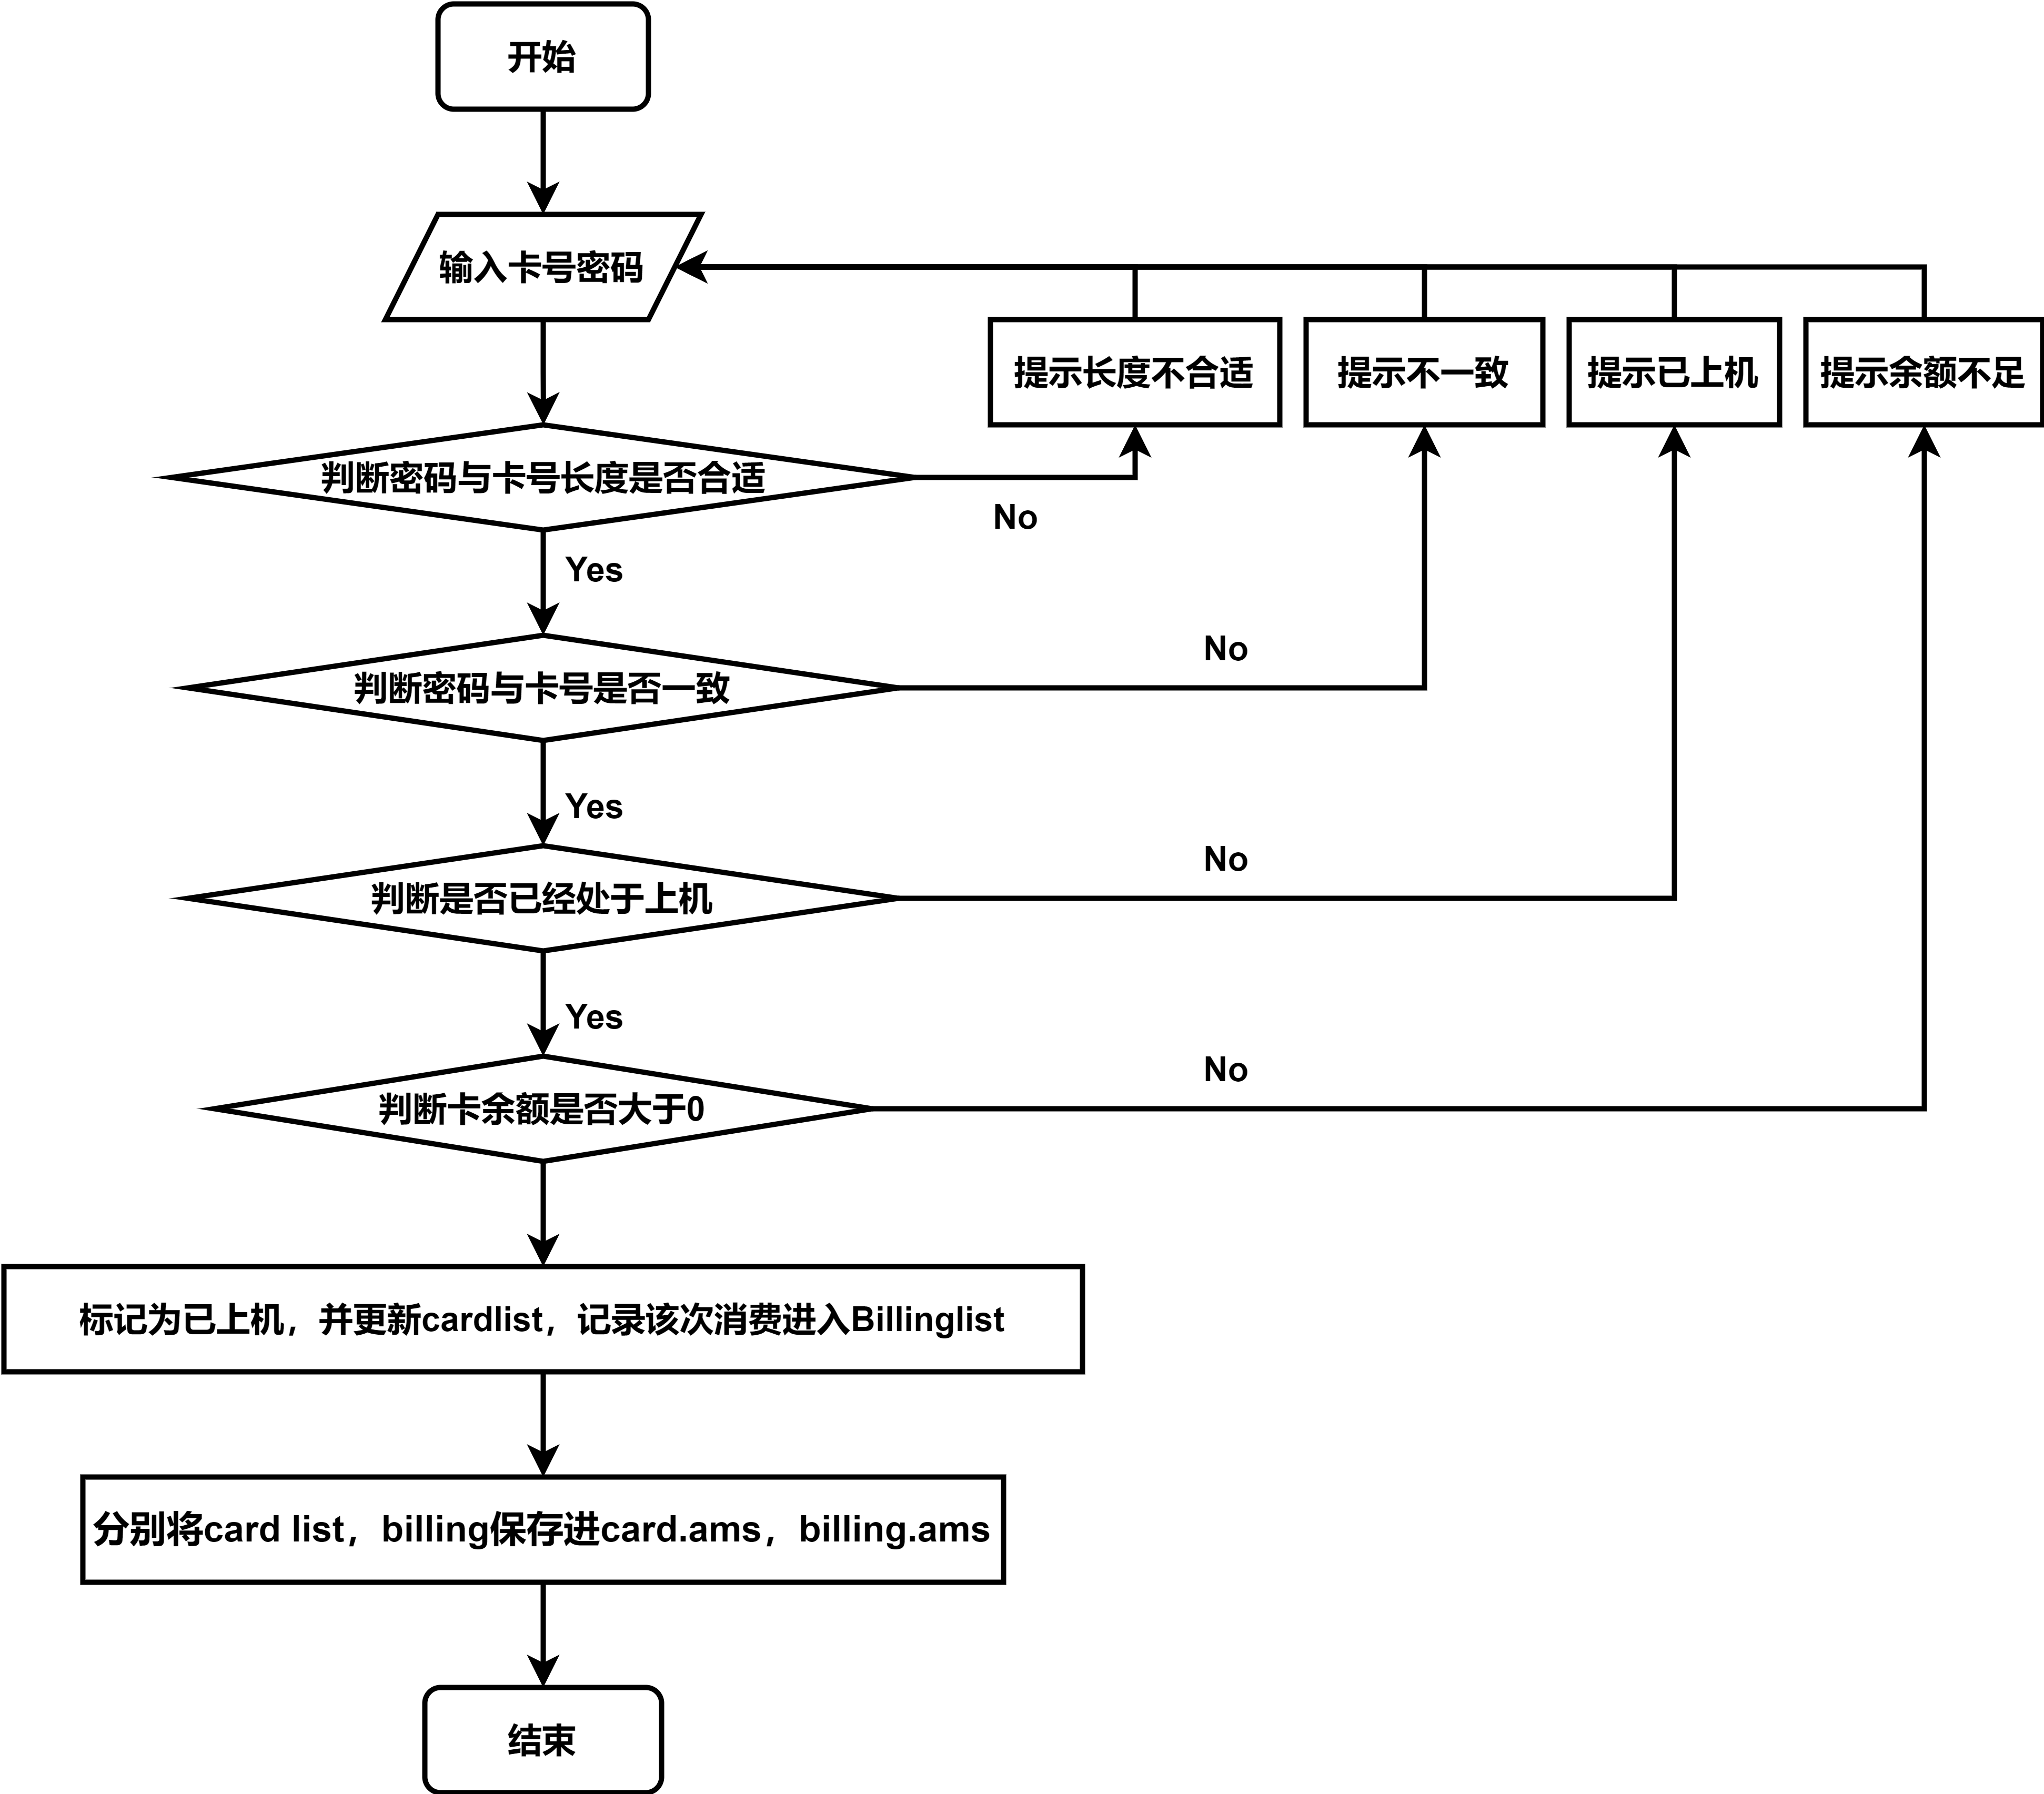 开始
输入卡号密码
提示长度不合适
提示不一致
提示已上机
提示余额不足
判断密码与卡号长度是否合适
No
Yes
判断密码与卡号是否一致
No
Yes
判断是否已经处于上机
No
Yes
判断卡余额是否大于0
No
标记为已上机，并更新cardlist，记录该次消费进入Billinglist
分别将card list，billing保存进card.ams，billing.ams
结束